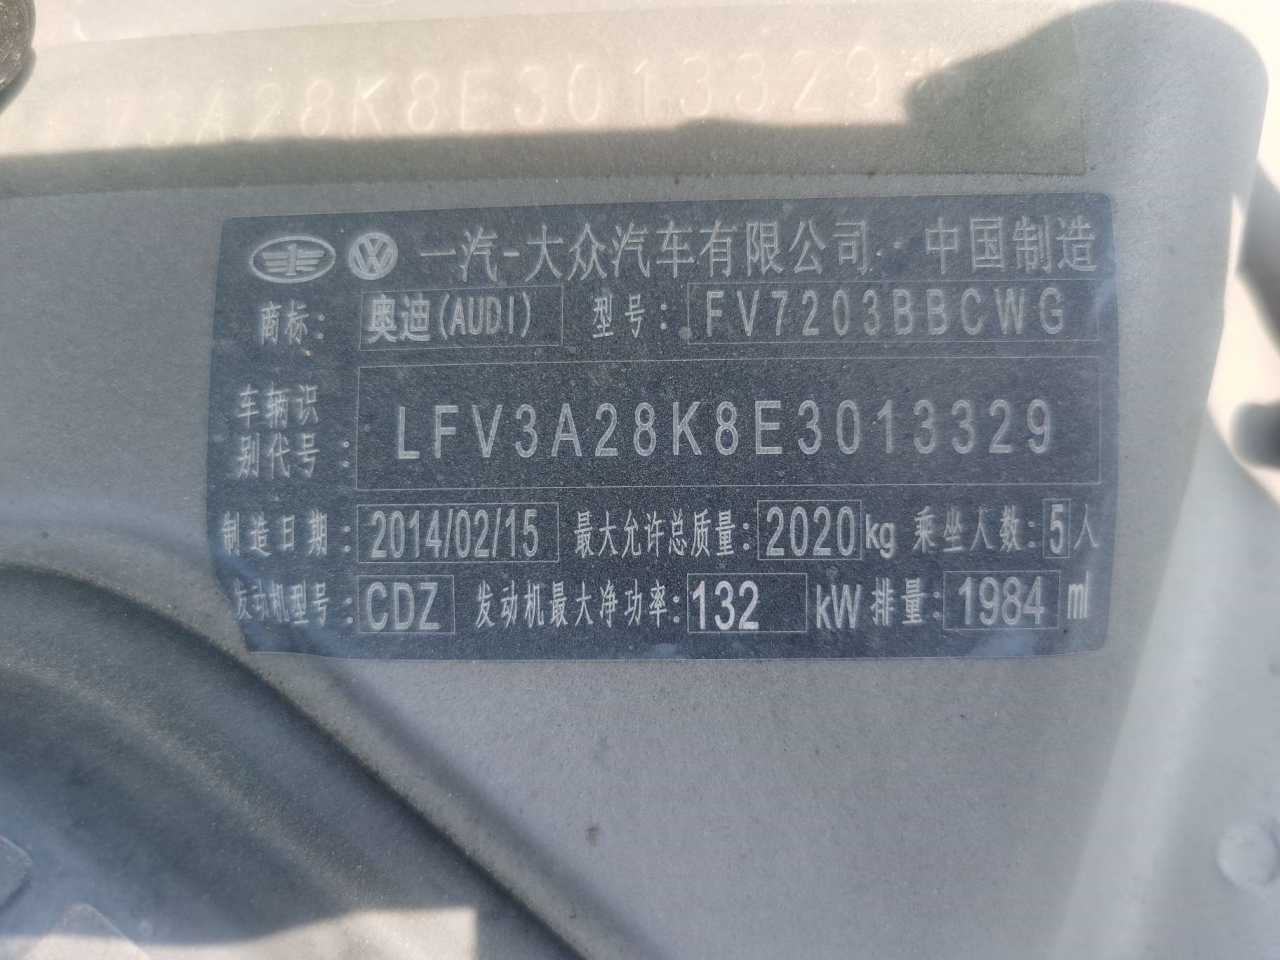 LFV3A28K8E3013329*
一汽-大众汽车有限公司 中国制造
商标: 奥迪(AUDI) 型号: FV7203BBCWG
车辆识别代号: LFV3A28K8E3013329
制造日期: 2014/02/15 最大允许总质量: 2020kg 乘坐人数: 5人
发动机型号: CDZ 发动机最大净功率: 132 kW 排量: 1984 ml